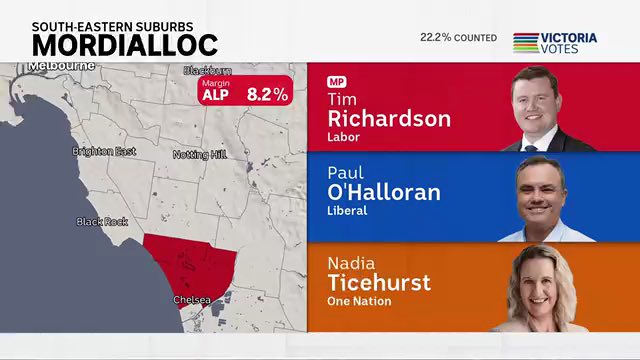 SOUTH-EASTERN SUBURBS
MORDIALLOC
22.2% COUNTED
VICTORIA
VOTES
Melbourne
Blackburn
Margin
ALP 8.2%
Brighton East
Notting Hill
Black Rock
Chelsea
MP
Tim
Richardson
Labor
Paul
O'Halloran
Liberal
Nadia
Ticehurst
One Nation